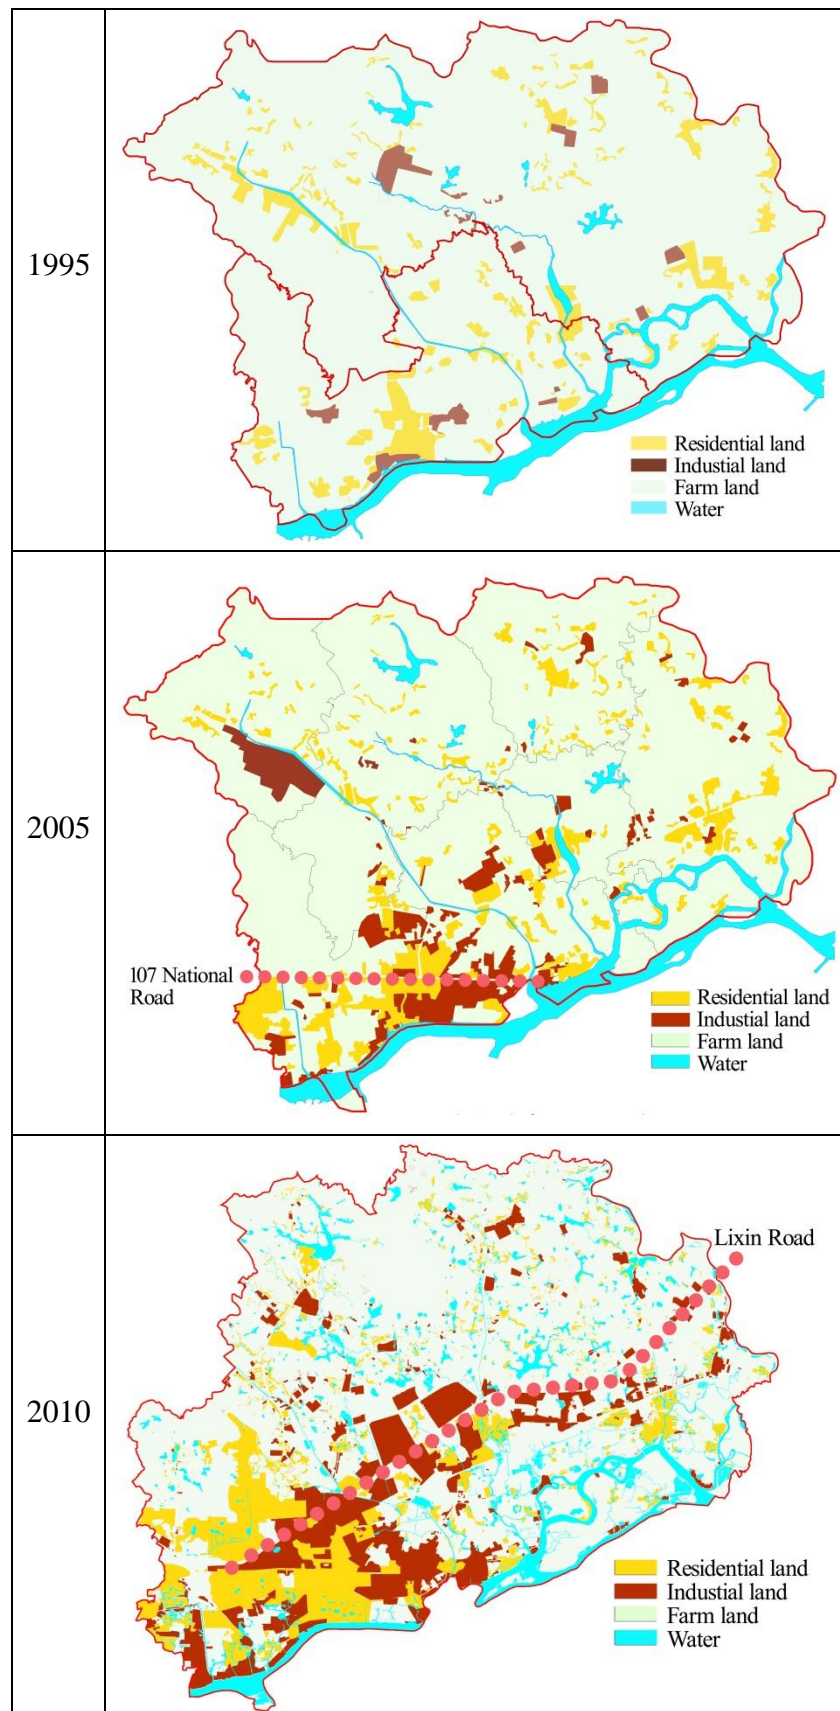 1995
Residential land
Industial land
Farm land
Water
2005
107 National
Road
Residential land
Industial land
Farm land
Water
2010
Lixin Road
Residential land
Industial land
Farm land
Water